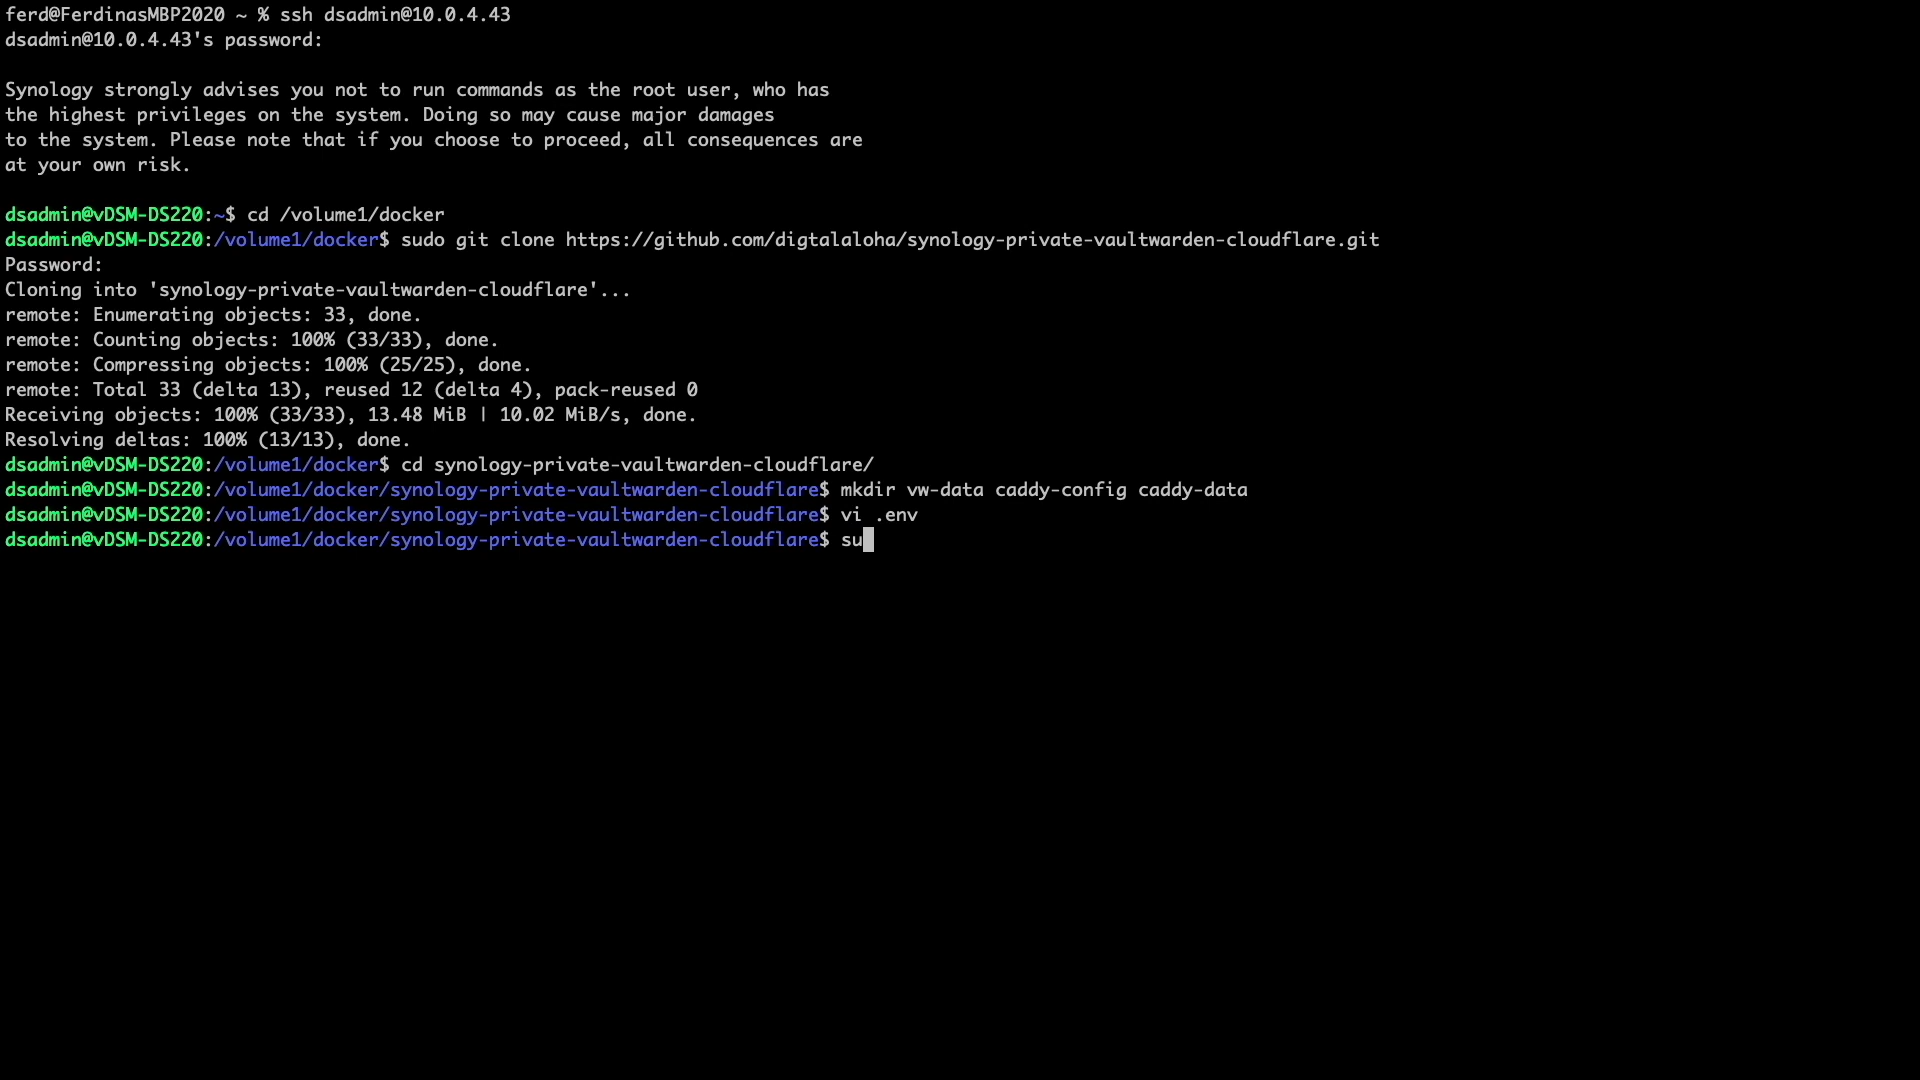 ferd@FerdinasMBP2020 ~ % ssh dsadmin@10.0.4.43
dsadmin@10.0.4.43's password:
Synology strongly advises you not to run commands as the root user, who has
the highest privileges on the system. Doing so may cause major damages
to the system. Please note that if you choose to proceed, all consequences are
at your own risk.
dsadmin@vDSM-DS220:~$ cd /volume1/docker
dsadmin@vDSM-DS220:/volume1/docker$ sudo git clone https://github.com/digtalaloha/synology-private-vaultwarden-cloudflare.git
Password:
Cloning into 'synology-private-vaultwarden-cloudflare'...
remote: Enumerating objects: 33, done.
remote: Counting objects: 100% (33/33), done.
remote: Compressing objects: 100% (25/25), done.
remote: Total 33 (delta 13), reused 12 (delta 4), pack-reused 0
Receiving objects: 100% (33/33), 13.48 MiB | 10.02 MiB/s, done.
Resolving deltas: 100% (13/13), done.
dsadmin@vDSM-DS220:/volume1/docker$ cd synology-private-vaultwarden-cloudflare/
dsadmin@vDSM-DS220:/volume1/docker/synology-private-vaultwarden-cloudflare$ mkdir vw-data caddy-config caddy-data
dsadmin@vDSM-DS220:/volume1/docker/synology-private-vaultwarden-cloudflare$ vi .env
dsadmin@vDSM-DS220:/volume1/docker/synology-private-vaultwarden-cloudflare$ su